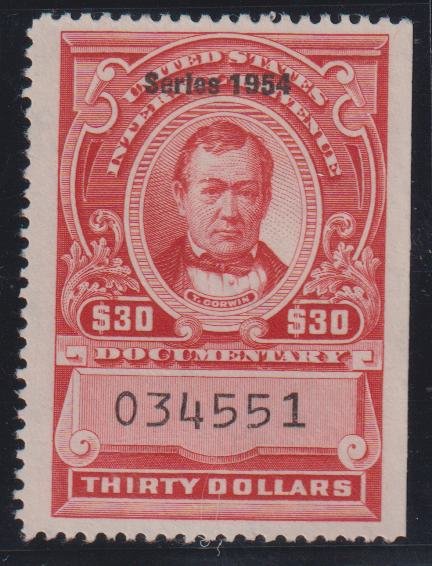 UNITED STATES
Series 1954
INTERNAL REVENUE
T. CORWIN
$30 $30
DOCUMENTARY
034551
THIRTY DOLLARS